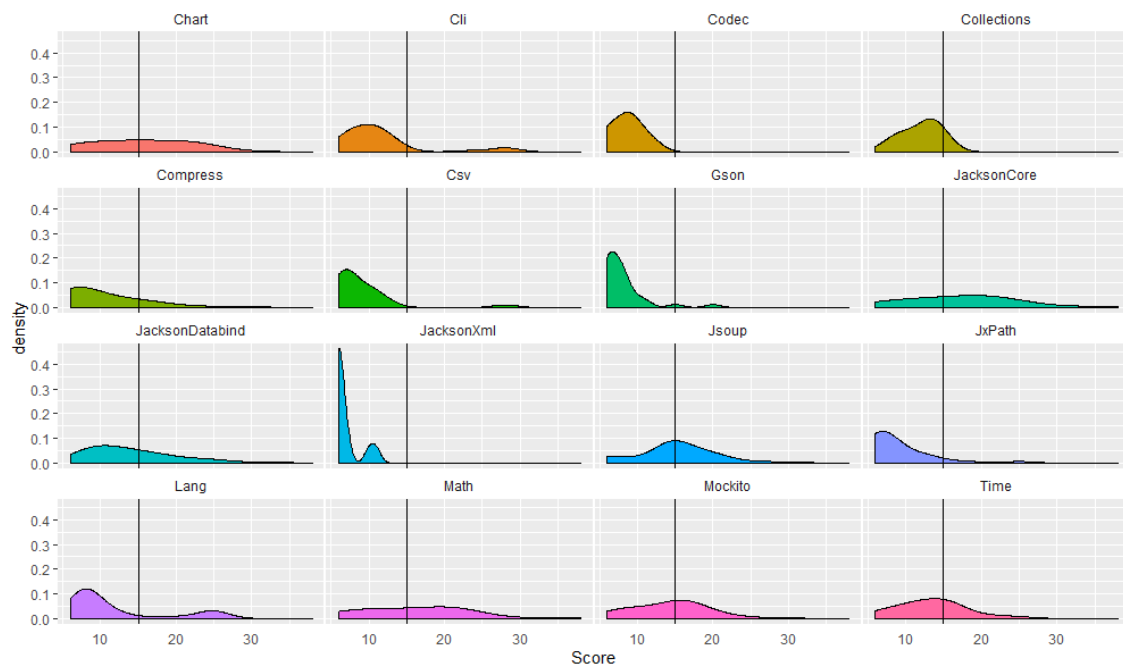 Chart Cli Codec Collections
0.4
0.3
0.2
0.1
0.0
Compress Csv Gson JacksonCore
0.4
0.3
0.2
0.1
0.0
density
JacksonDatabind JacksonXml Jsoup JxPath
0.4
0.3
0.2
0.1
0.0
Lang Math Mockito Time
0.4
0.3
0.2
0.1
0.0
10 20 30 10 20 30 10 20 30 10 20 30
Score